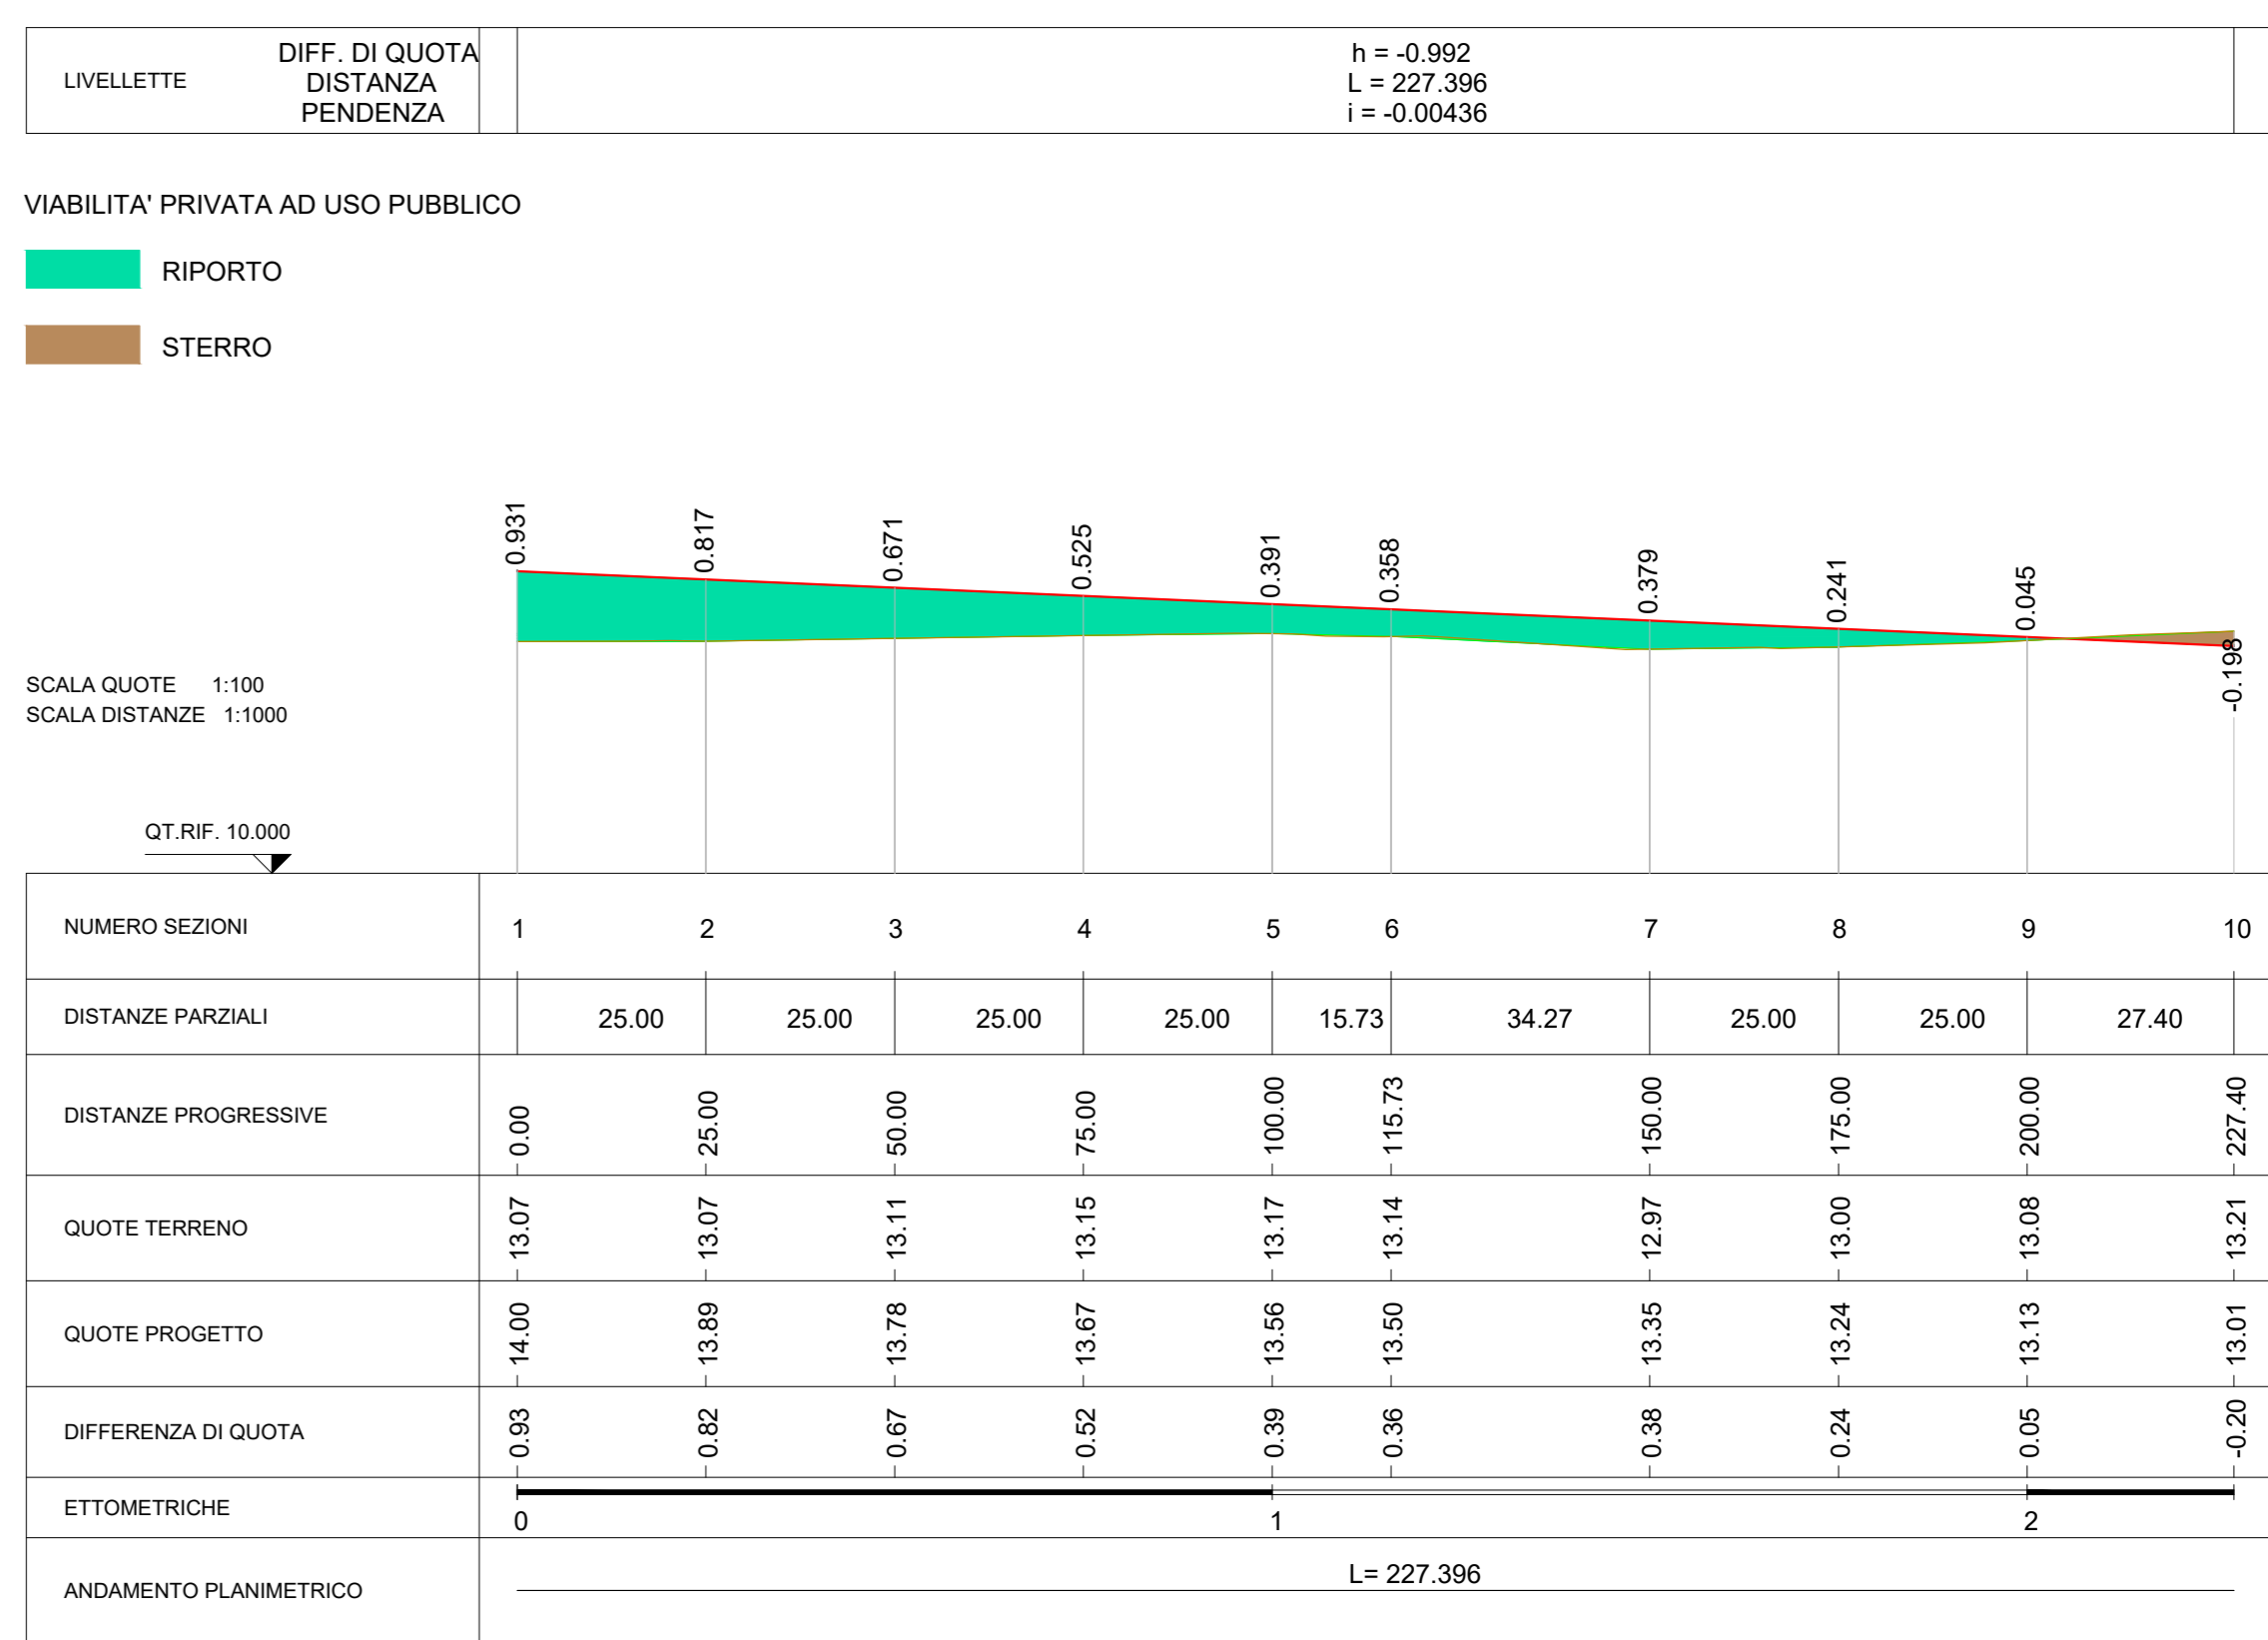 LIVELLETTE
DIFF. DI QUOTA
DISTANZA
PENDENZA
h = -0.992
L = 227.396
i = -0.00436
VIABILITA' PRIVATA AD USO PUBBLICO
RIPORTO
STERRO
0.931 0.817 0.671 0.525 0.391 0.358 0.379 0.241 0.045 -0.198
SCALA QUOTE 1:100
SCALA DISTANZE 1:1000
QT.RIF. 10.000
NUMERO SEZIONI 1 2 3 4 5 6 7 8 9 10
DISTANZE PARZIALI 25.00 25.00 25.00 25.00 15.73 34.27 25.00 25.00 27.40
DISTANZE PROGRESSIVE 0.00 25.00 50.00 75.00 100.00 115.73 150.00 175.00 200.00 227.40
QUOTE TERRENO 13.07 13.07 13.11 13.15 13.17 13.14 12.97 13.00 13.08 13.21
QUOTE PROGETTO 14.00 13.89 13.78 13.67 13.56 13.50 13.35 13.24 13.13 13.01
DIFFERENZA DI QUOTA 0.93 0.82 0.67 0.52 0.39 0.36 0.38 0.24 0.05 -0.20
ETTOMETRICHE 0 1 2
ANDAMENTO PLANIMETRICO L= 227.396